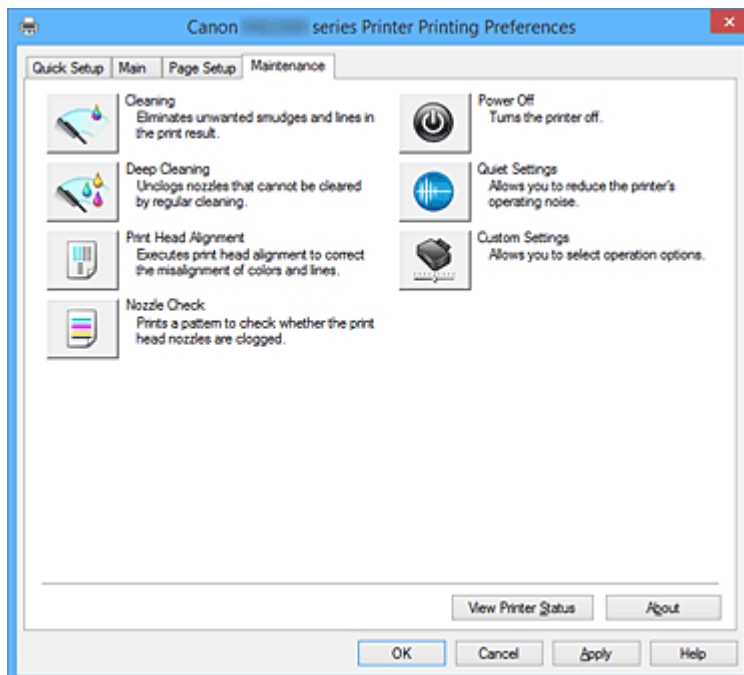 Canon series Printer Printing Preferences
Quick Setup Main Page Setup Maintenance
Cleaning
Eliminates unwanted smudges and lines in
the print result.
Deep Cleaning
Unclogs nozzles that cannot be cleared
by regular cleaning.
Print Head Alignment
Executes print head alignment to correct
the misalignment of colors and lines.
Nozzle Check
Prints a pattern to check whether the print
head nozzles are clogged.
Power Off
Turns the printer off.
Quiet Settings
Allows you to reduce the printer's
operating noise.
Custom Settings
Allows you to select operation options.
View Printer Status About
OK Cancel Apply Help